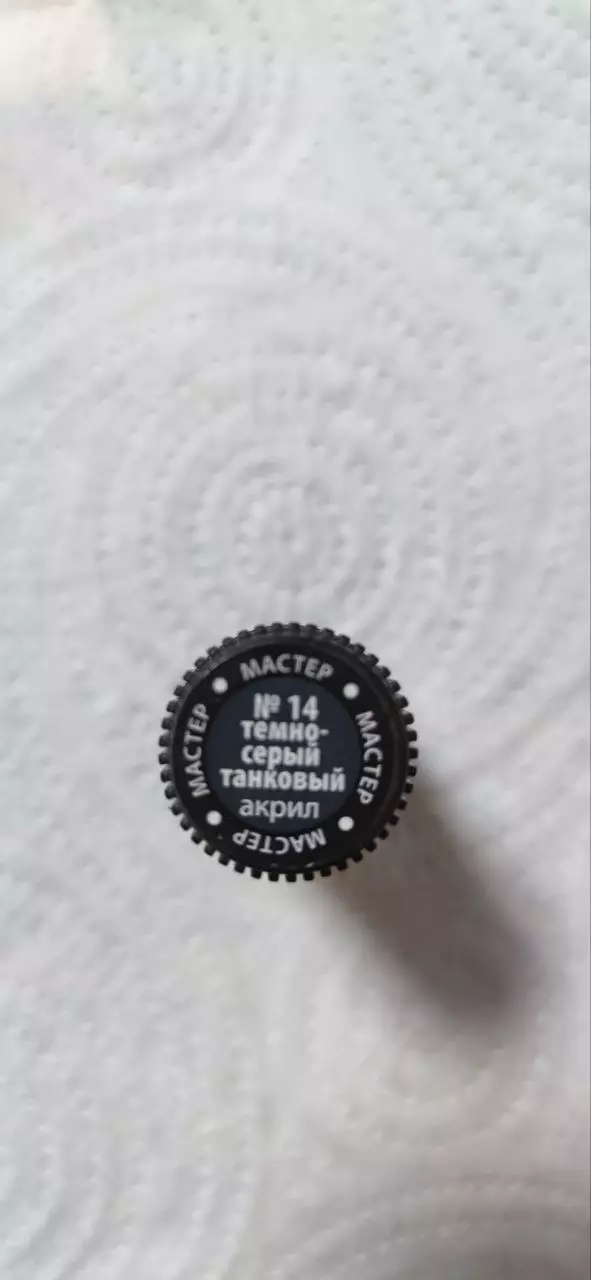 МАСТЕР
МАСТЕР
МАСТЕР
МАСТЕР
№ 14
темно-
серый
танковый
акрил